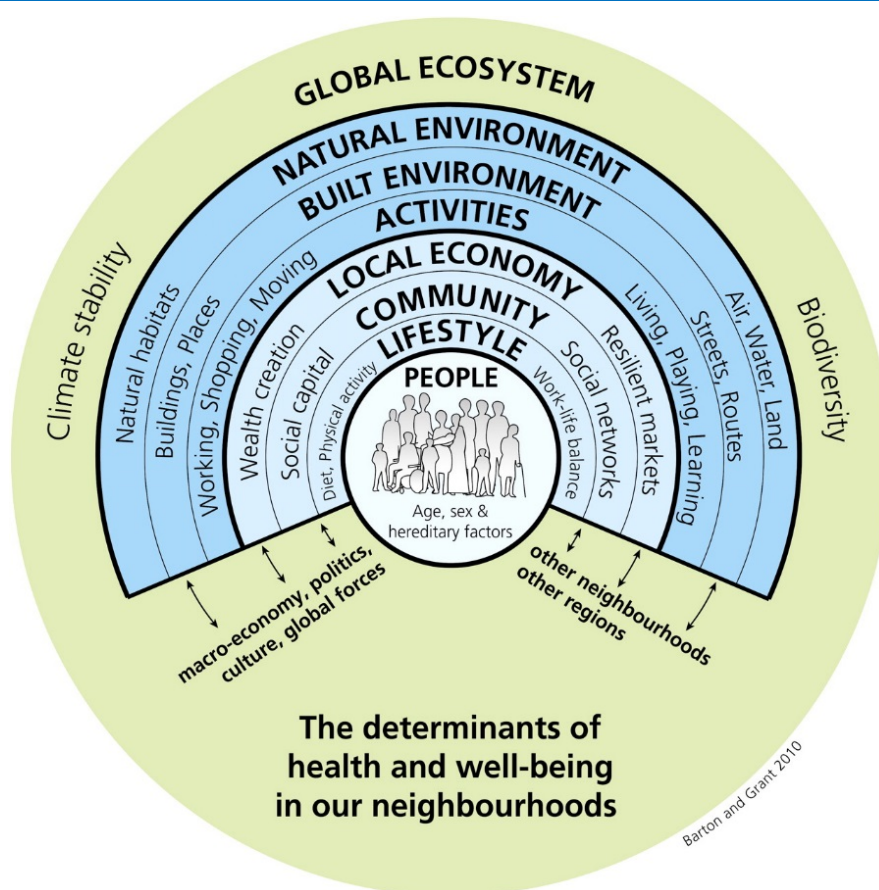 GLOBAL ECOSYSTEM
NATURAL ENVIRONMENT
BUILT ENVIRONMENT
ACTIVITIES
LOCAL ECONOMY
COMMUNITY
LIFESTYLE
PEOPLE
Age, sex &
hereditary factors
Climate stability
Natural habitats
Buildings, Places
Working, Shopping, Moving
Wealth creation
Social capital
Diet, Physical activity
Work-life balance
Social networks
Resilient markets
Living, Playing, Learning
Streets, Routes
Air, Water, Land
Biodiversity
macro-economy, politics,
culture, global forces
other neighbourhoods
other regions
The determinants of
health and well-being
in our neighbourhoods
Barton and Grant 2010